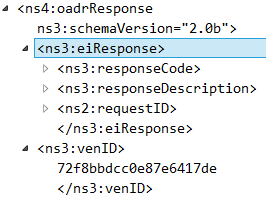 <ns4:oadrResponse
ns3:schemaVersion="2.0b">
<ns3:eiResponse>
<ns3:responseCode>
<ns3:responseDescription>
<ns2:requestID>
</ns3:eiResponse>
<ns3:venID>
72f8bbdcc0e87e6417de
</ns3:venID>